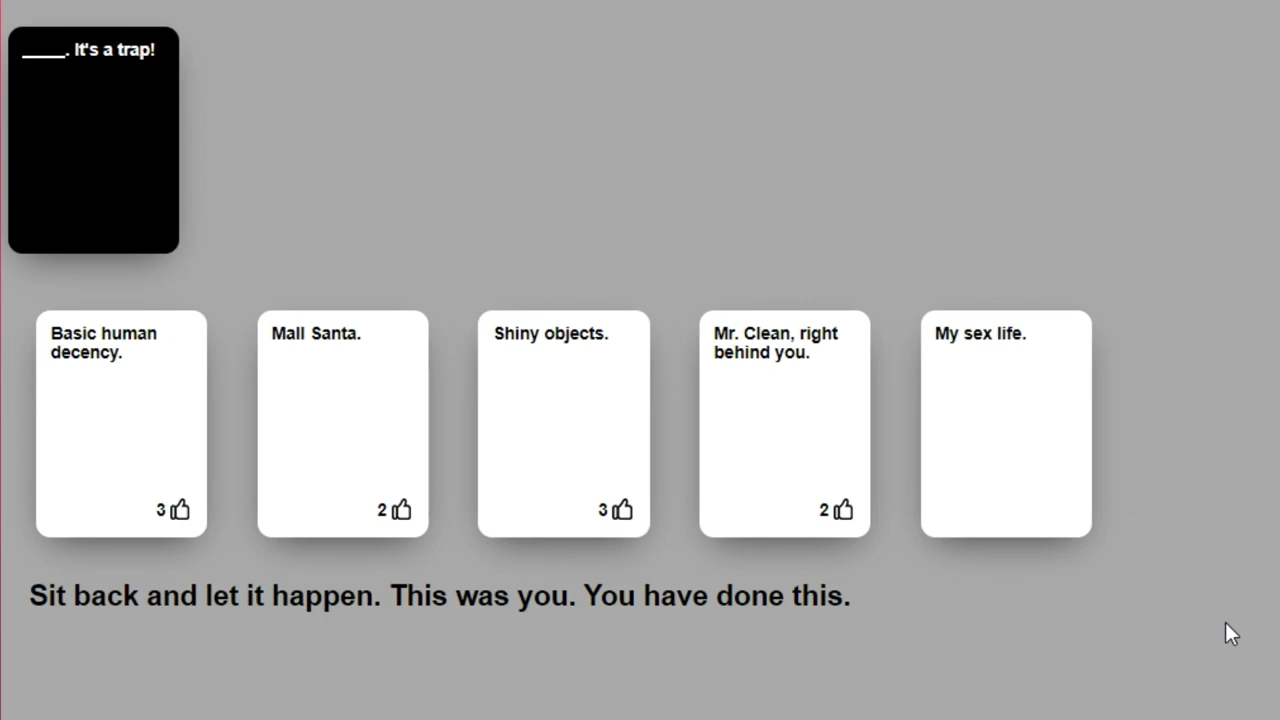 _____. It's a trap!
Basic human
decency.
3
Mall Santa.
2
Shiny objects.
3
Mr. Clean, right
behind you.
2
My sex life.
Sit back and let it happen. This was you. You have done this.